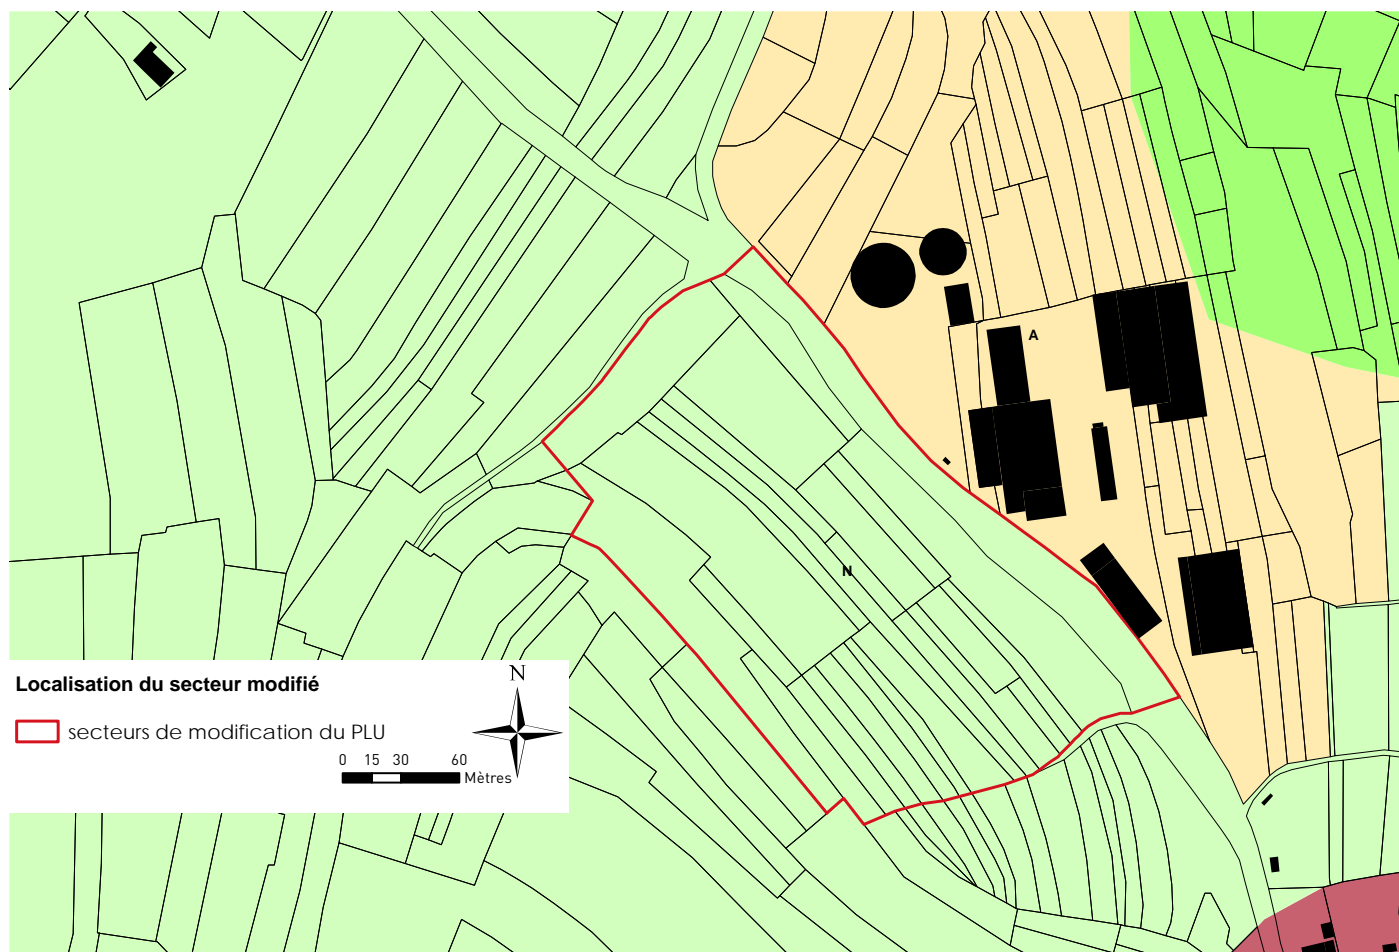 A
N
Localisation du secteur modifié
N
secteurs de modification du PLU
0 15 30 60
Mètres